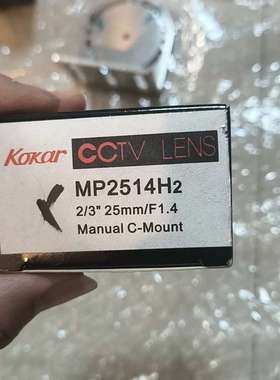 Kokar CCTV LENS
MP2514H2
2/3" 25mm/F1.4
Manual C-Mount